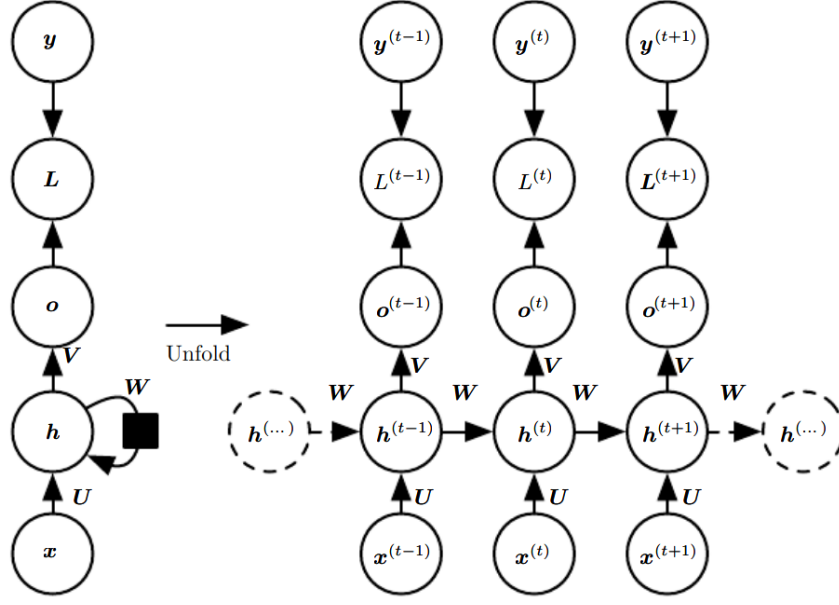 y y^(t−1) y^(t) y^(t+1)
L L^(t−1) L^(t) L^(t+1)
o o^(t−1) o^(t) o^(t+1)
Unfold
V V V V
W W W W W
h h^(...) h^(t−1) h^(t) h^(t+1) h^(...)
U U U U
x x^(t−1) x^(t) x^(t+1)